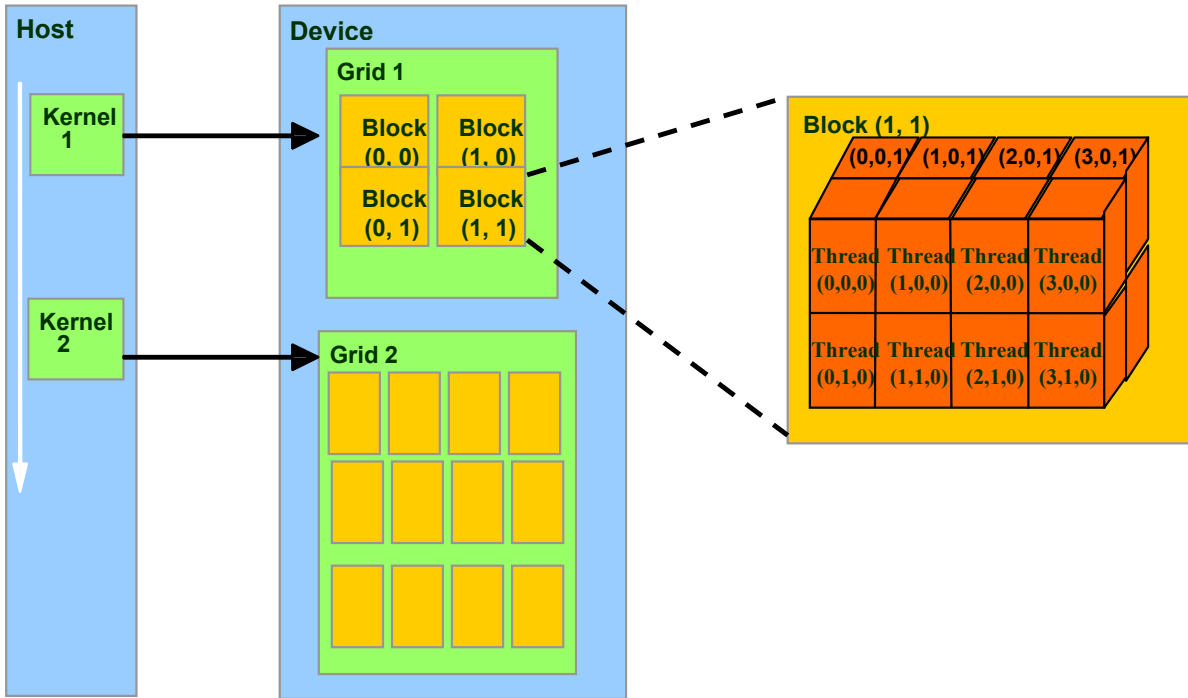 Host
Kernel
1
Kernel
2
Device
Grid 1
Block
(0, 0)
Block
(1, 0)
Block
(0, 1)
Block
(1, 1)
Grid 2
Block (1, 1)
(0,0,1) (1,0,1) (2,0,1) (3,0,1)
Thread Thread Thread Thread
(0,0,0) (1,0,0) (2,0,0) (3,0,0)
Thread Thread Thread Thread
(0,1,0) (1,1,0) (2,1,0) (3,1,0)